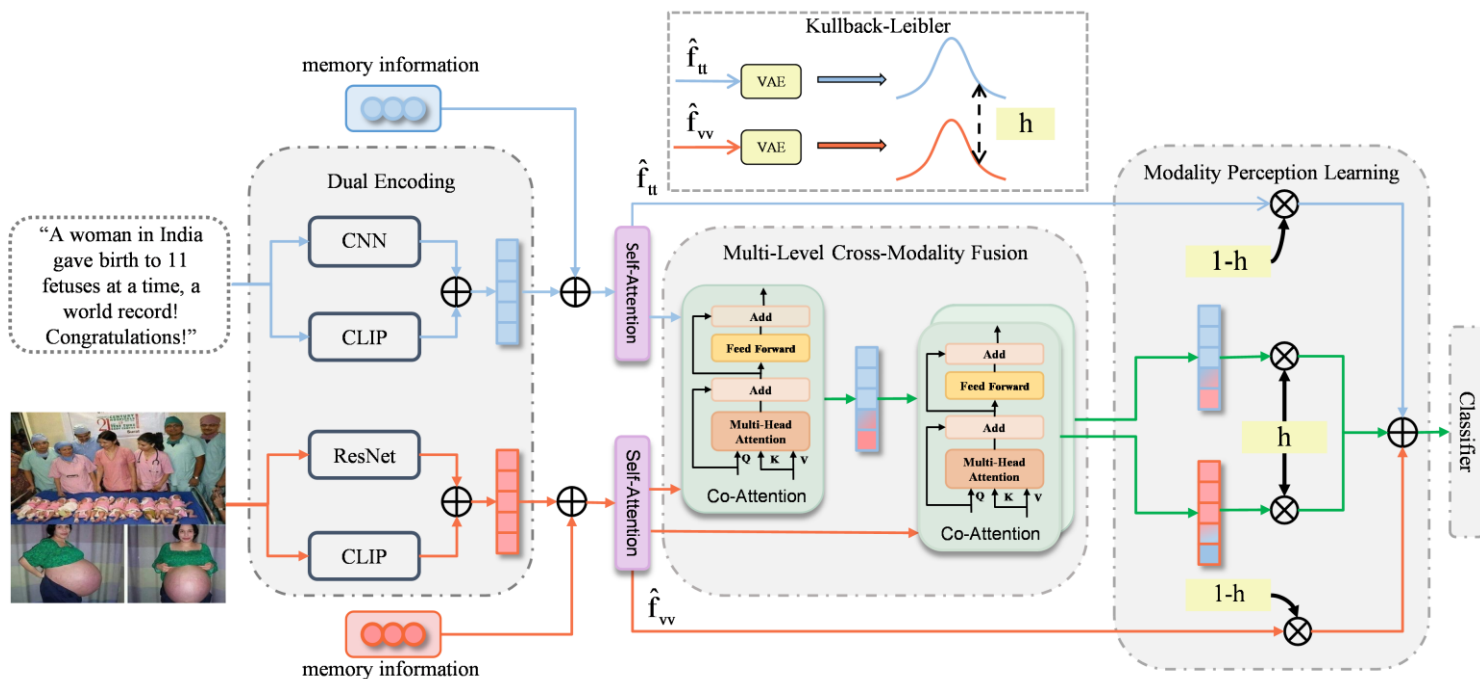 Kullback-Leibler
f̂tt
VAE
f̂vv
VAE
h
memory information
Dual Encoding
"A woman in India
gave birth to 11
fetuses at a time, a
world record!
Congratulations!"
CNN
CLIP
ResNet
CLIP
memory information
f̂tt
Self-Attention
Self-Attention
f̂vv
Multi-Level Cross-Modality Fusion
Add
Feed Forward
Add
Multi-Head
Attention
Q K V
Co-Attention
Add
Feed Forward
Add
Multi-Head
Attention
Q K V
Co-Attention
Modality Perception Learning
1-h
h
1-h
Classifier